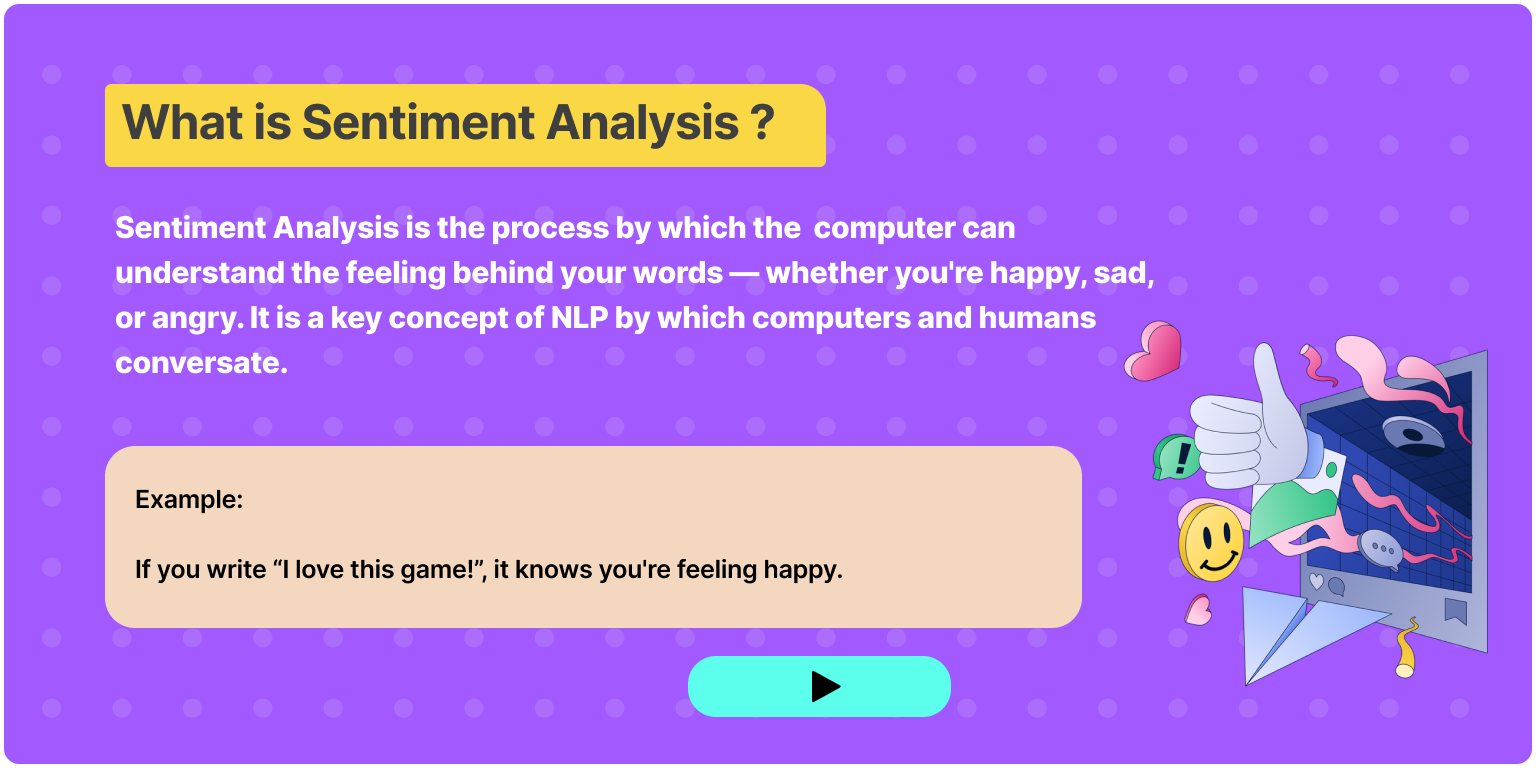 What is Sentiment Analysis ?
Sentiment Analysis is the process by which the  computer can
understand the feeling behind your words — whether you're happy, sad,
or angry. It is a key concept of NLP by which computers and humans
conversate.
!
Example:
If you write “I love this game!”, it knows you're feeling happy.